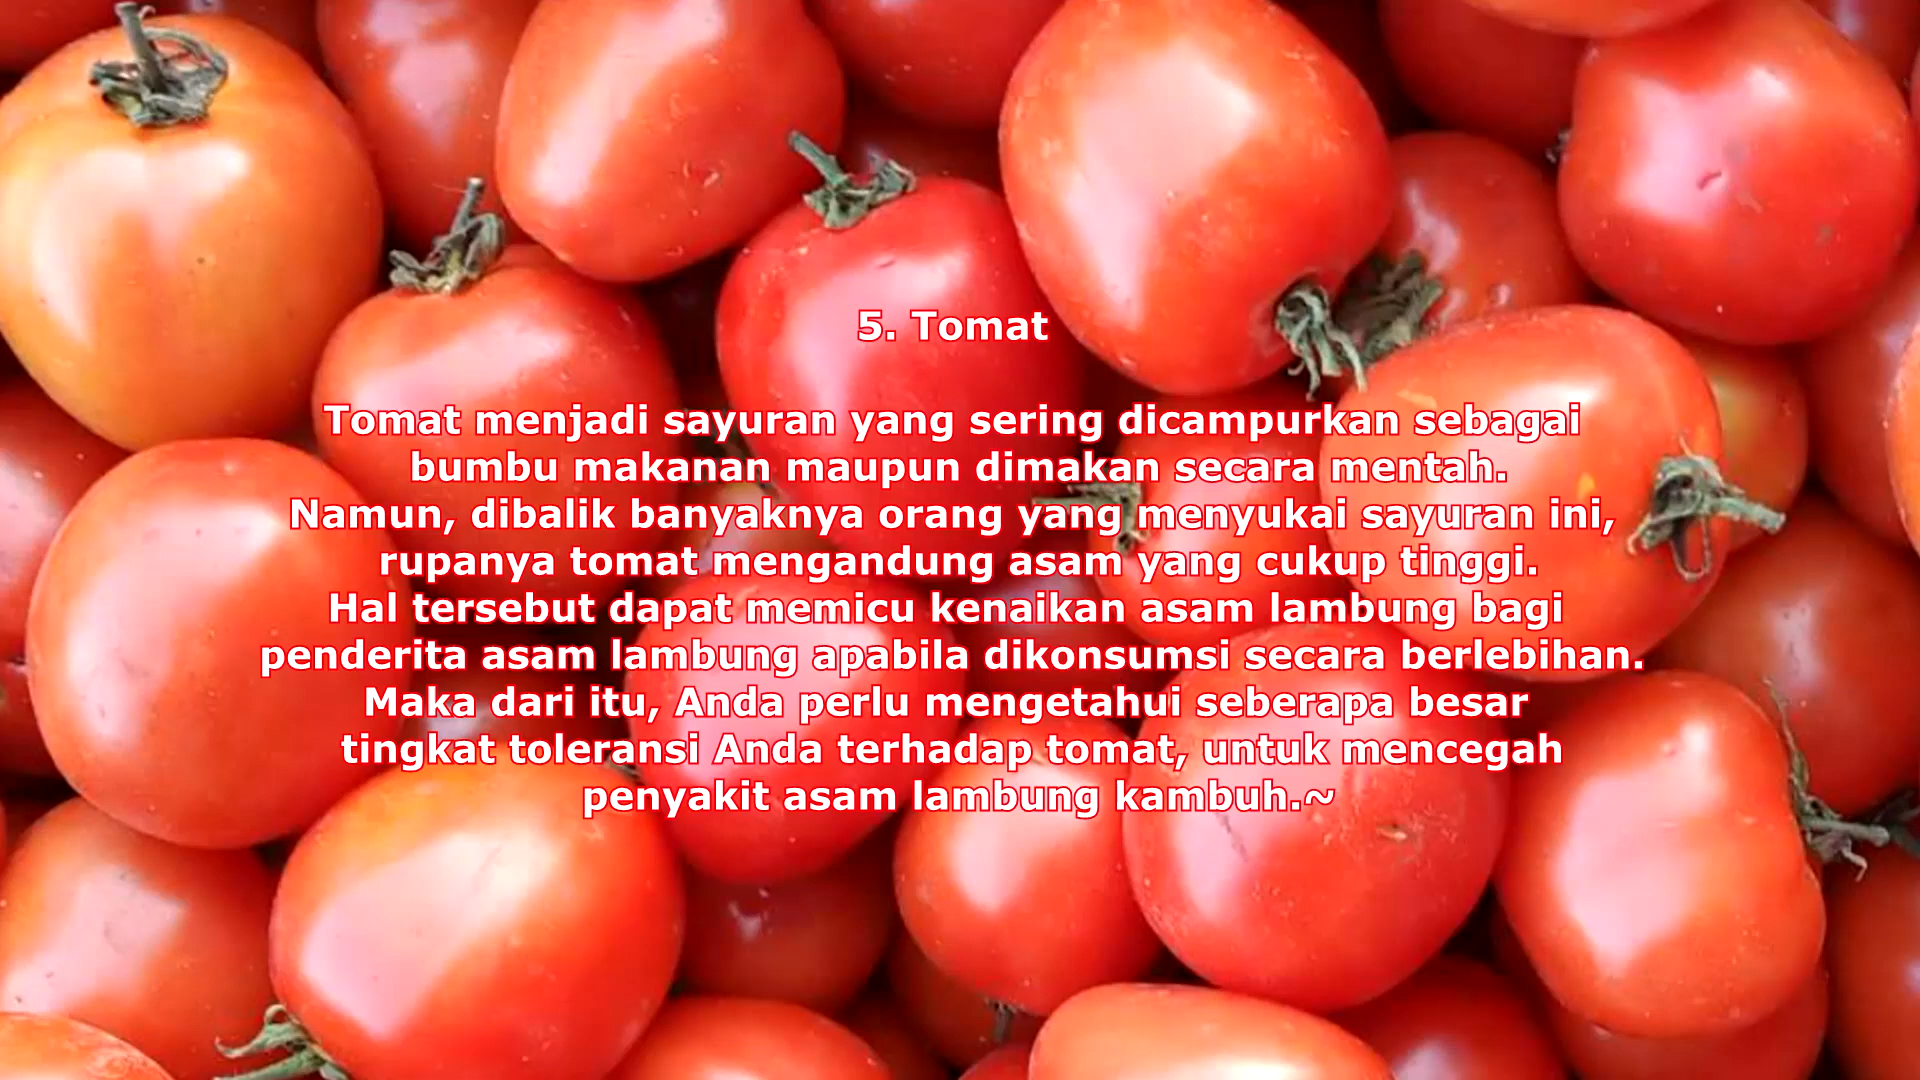 5. Tomat
Tomat menjadi sayuran yang sering dicampurkan sebagai
bumbu makanan maupun dimakan secara mentah.
Namun, dibalik banyaknya orang yang menyukai sayuran ini,
rupanya tomat mengandung asam yang cukup tinggi.
Hal tersebut dapat memicu kenaikan asam lambung bagi
penderita asam lambung apabila dikonsumsi secara berlebihan.
Maka dari itu, Anda perlu mengetahui seberapa besar
tingkat toleransi Anda terhadap tomat, untuk mencegah
penyakit asam lambung kambuh.~